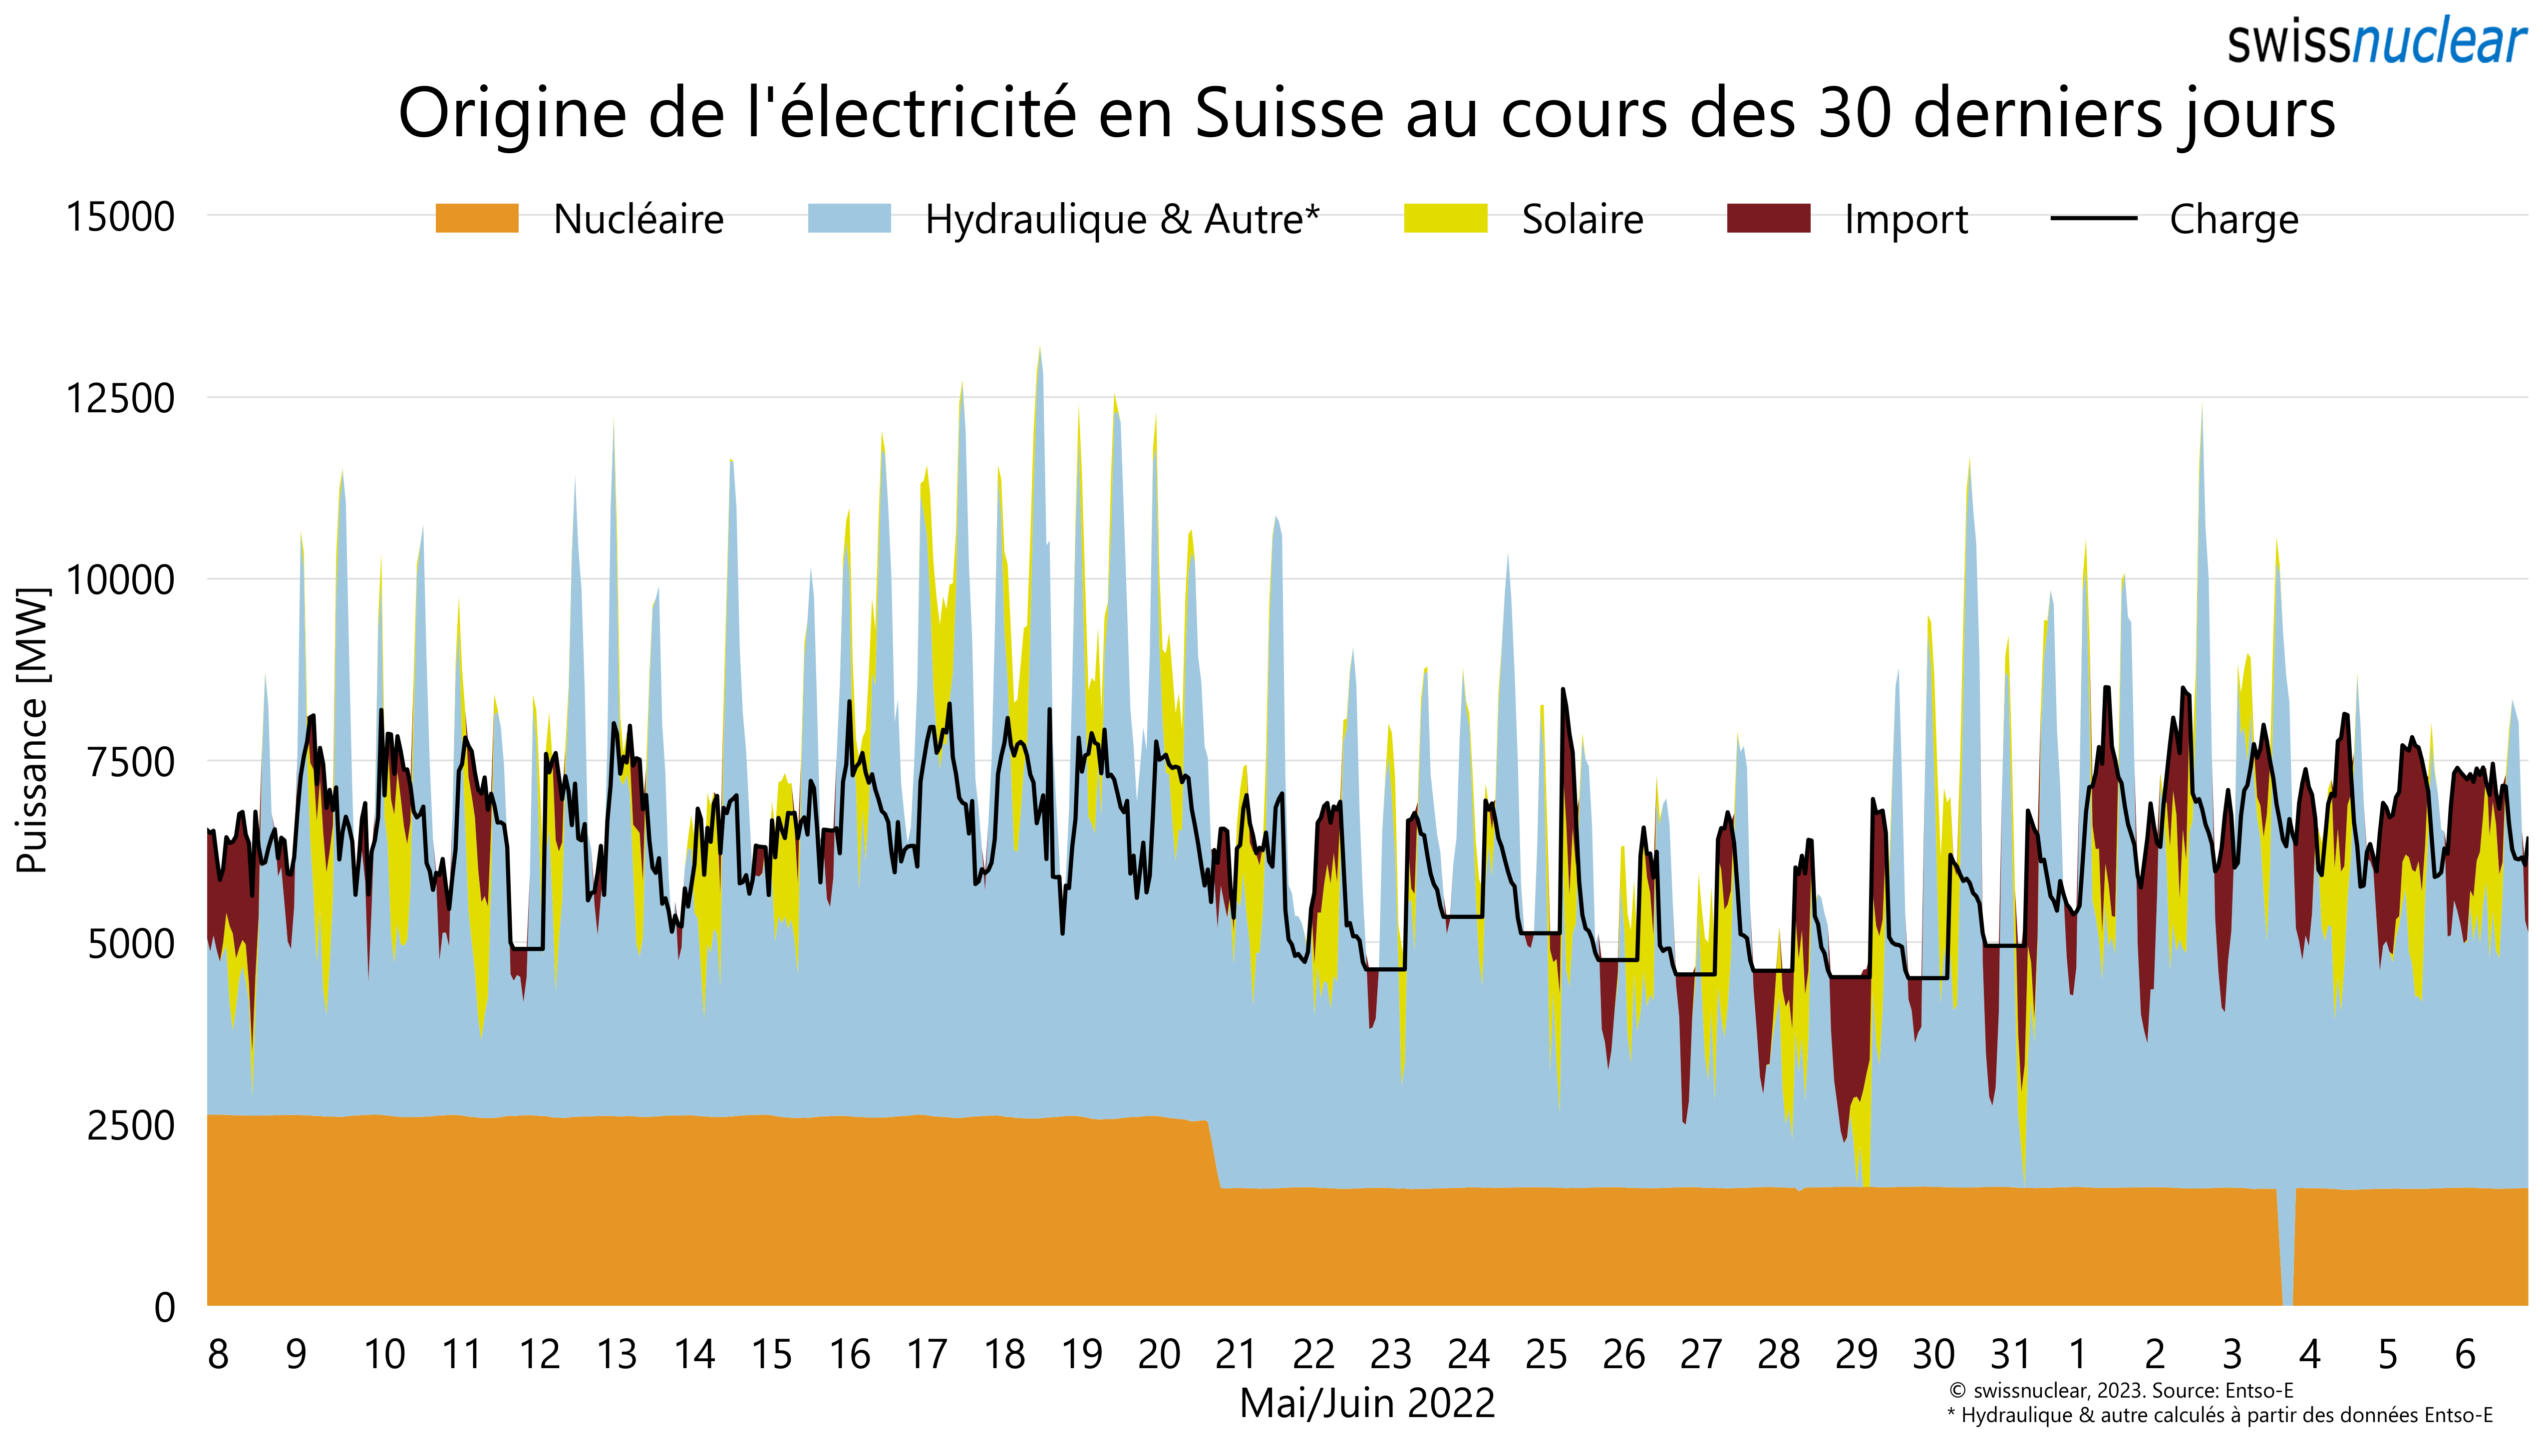 swissnuclear
Origine de l'électricité en Suisse au cours des 30 derniers jours
Nucléaire Hydraulique & Autre* Solaire Import Charge
15000
12500
10000
7500
5000
2500
0
Puissance [MW]
8 9 10 11 12 13 14 15 16 17 18 19 20 21 22 23 24 25 26 27 28 29 30 31 1 2 3 4 5 6
Mai/Juin 2022
© swissnuclear, 2023. Source: Entso-E
* Hydraulique & autre calculés à partir des données Entso-E